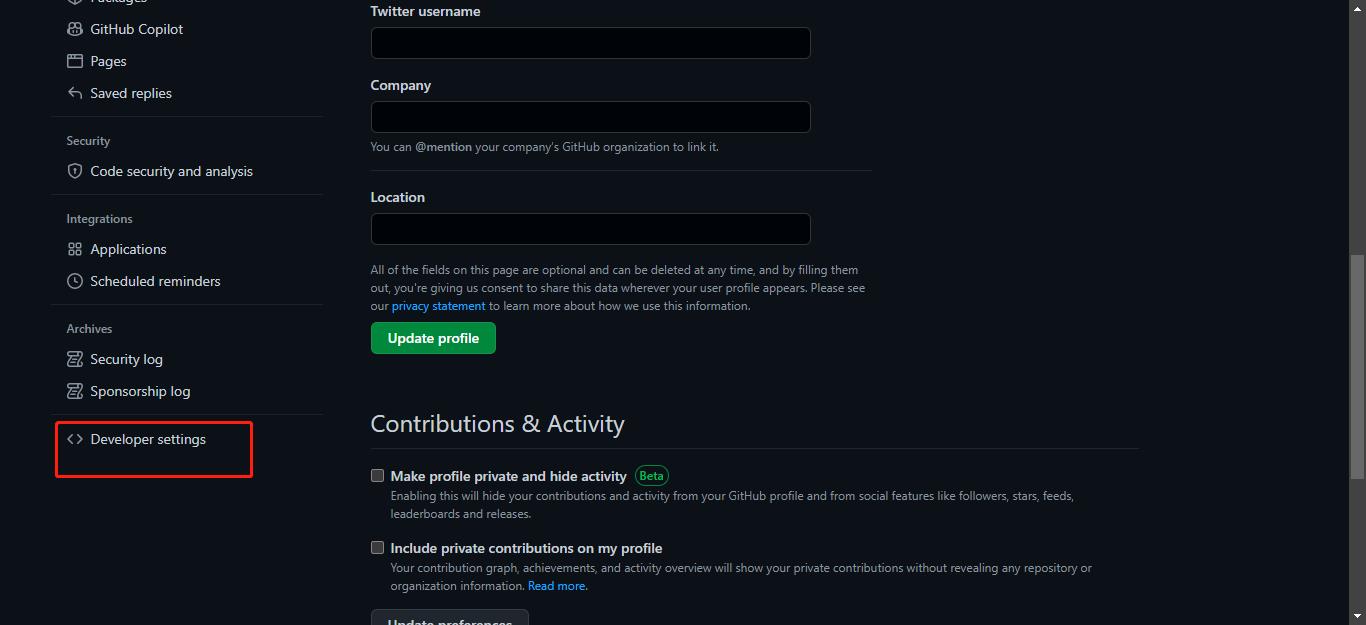 Packages
GitHub Copilot
Pages
Saved replies
Security
Code security and analysis
Integrations
Applications
Scheduled reminders
Archives
Security log
Sponsorship log
Developer settings
Twitter username
Company
You can @mention your company's GitHub organization to link it.
Location
All of the fields on this page are optional and can be deleted at any time, and by filling them
out, you're giving us consent to share this data wherever your user profile appears. Please see
our privacy statement to learn more about how we use this information.
Update profile
Contributions & Activity
Make profile private and hide activity Beta
Enabling this will hide your contributions and activity from your GitHub profile and from social features like followers, stars, feeds,
leaderboards and releases.
Include private contributions on my profile
Your contribution graph, achievements, and activity overview will show your private contributions without revealing any repository or
organization information. Read more.
Update preferences